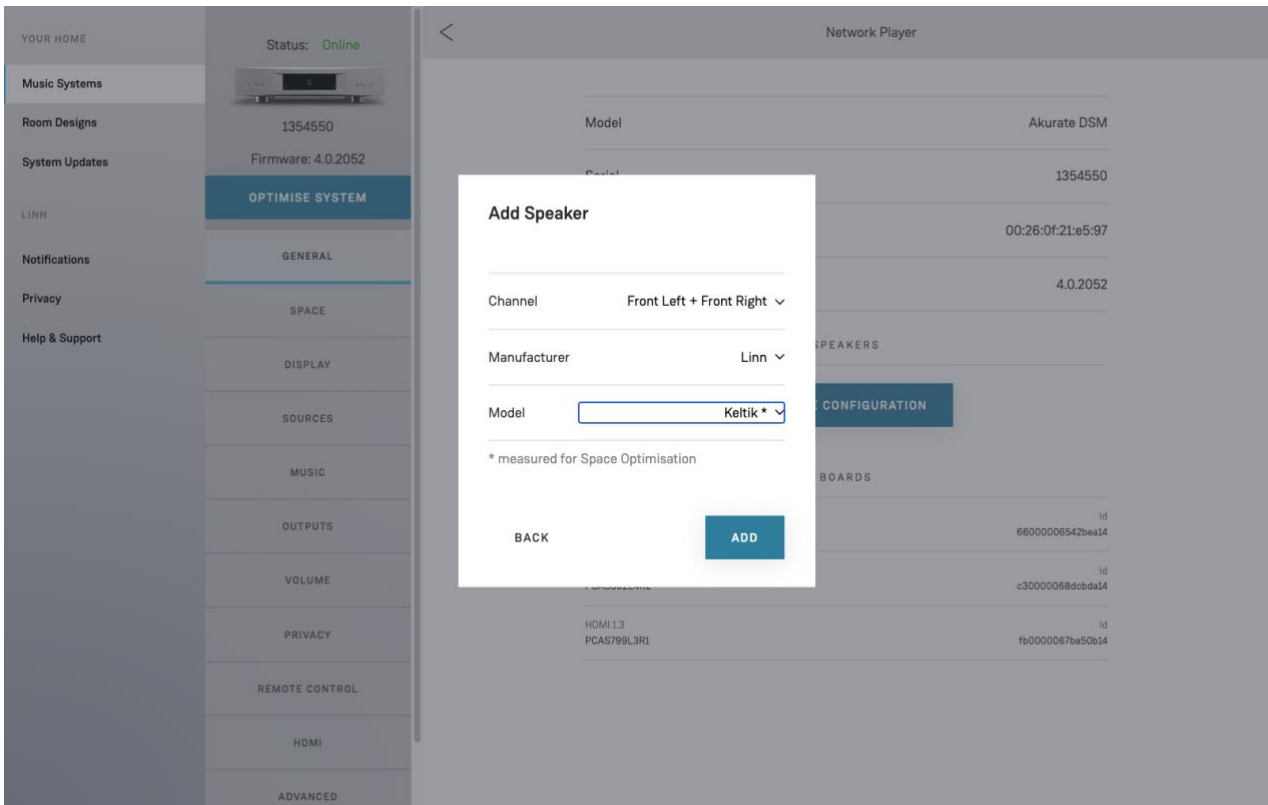 YOUR HOME
Music Systems
Room Designs
System Updates
LINN
Notifications
Privacy
Help & Support
Status: Online
1354550
Firmware: 4.0.2052
OPTIMISE SYSTEM
GENERAL
SPACE
DISPLAY
SOURCES
MUSIC
OUTPUTS
VOLUME
PRIVACY
REMOTE CONTROL
HDMI
ADVANCED
Network Player
Model Akurate DSM
Serial 1354550
00:26:0f:21:e5:97
4.0.2052
SPEAKERS
CONFIGURATION
BOARDS
Id
66000006542bea14
Id
c30000068dcbda14
HDMI 1.3 Id
PCAS799L3R1 fb0000067ba50b14
Add Speaker
Channel Front Left + Front Right
Manufacturer Linn
Model Keltik *
* measured for Space Optimisation
BACK ADD